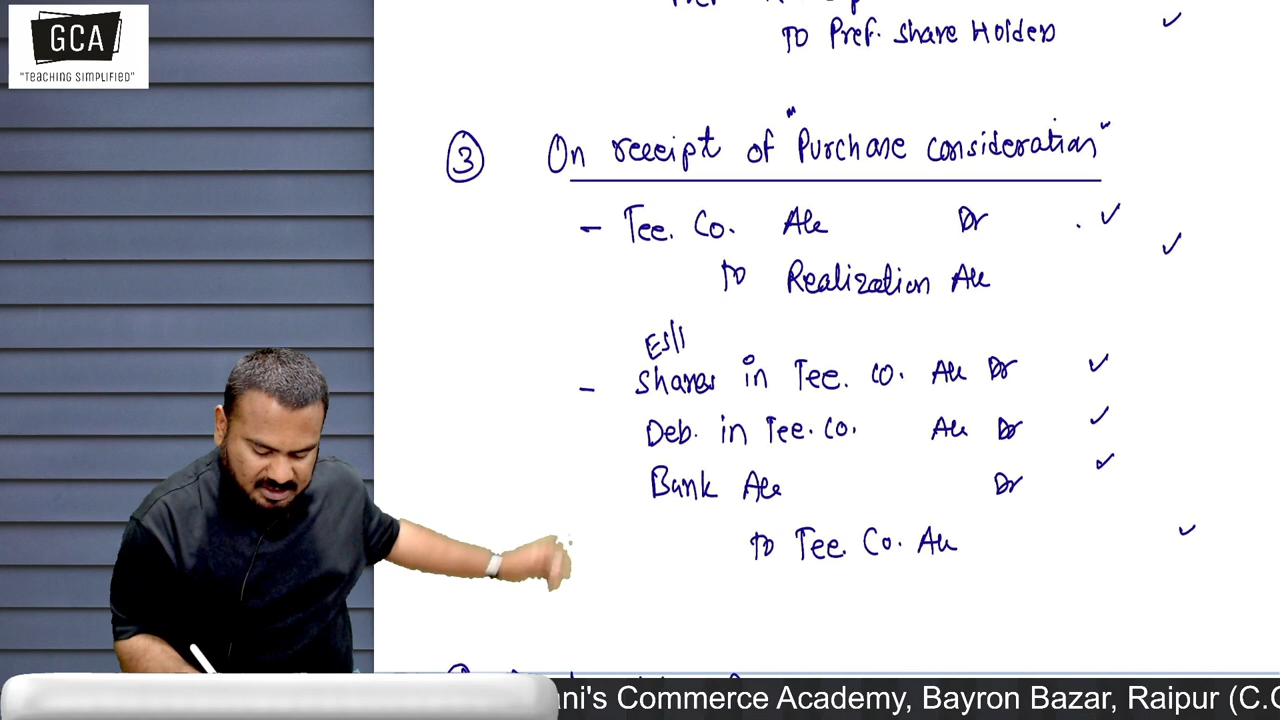 GCA
"TEACHING SIMPLIFIED"
To Pref. Share Holders ✓
③ On receipt of "Purchase consideration"
- Tee. Co. A/c Dr . ✓
To Realization A/c ✓
ES//
- Shares in Tee. Co. A/c Dr ✓
Deb. in Tee. Co. A/c Dr ✓
Bank A/c Dr ✓
To Tee. Co. A/c ✓
ani's Commerce Academy, Bayron Bazar, Raipur (C.G